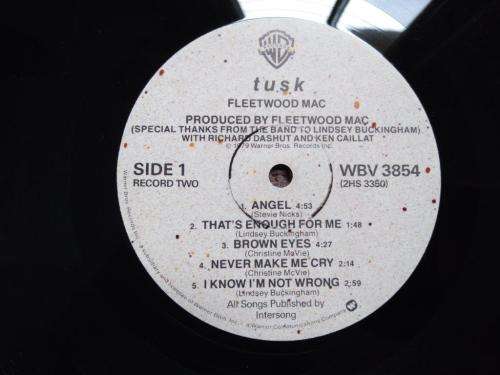 tusk
FLEETWOOD MAC
PRODUCED BY FLEETWOOD MAC
(SPECIAL THANKS FROM THE BAND TO LINDSEY BUCKINGHAM)
WITH RICHARD DASHUT AND KEN CAILLAT
© 1979 Warner Bros. Records Inc.
SIDE 1
RECORD TWO
WBV 3854
(2HS 3350)
1. ANGEL 4:53
(Stevie Nicks)
2. THAT'S ENOUGH FOR ME 1:48
(Lindsey Buckingham)
3. BROWN EYES 4:27
(Christine McVie)
4. NEVER MAKE ME CRY 2:14
(Christine McVie)
5. I KNOW I'M NOT WRONG 2:59
(Lindsey Buckingham)
All Songs Published by
Intersong